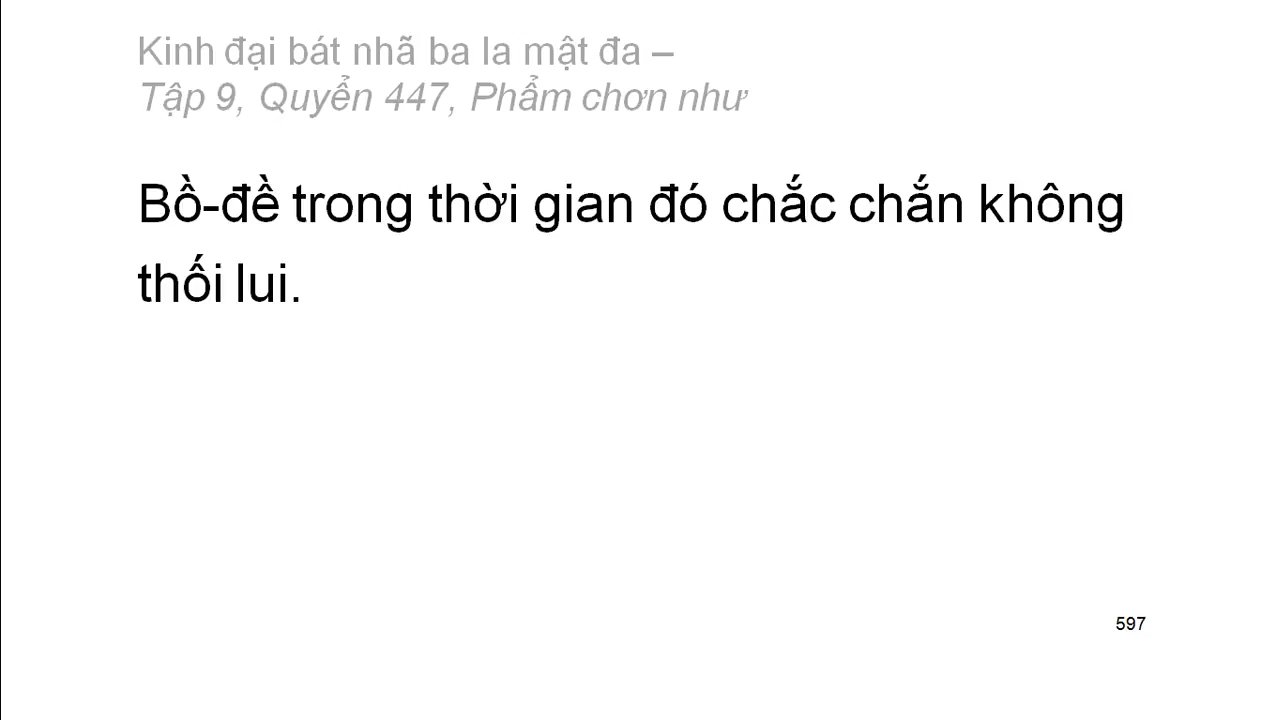 Kinh đại bát nhã ba la mật đa –
Tập 9, Quyển 447, Phẩm chơn như
Bồ-đề trong thời gian đó chắc chắn không
thối lui.
597